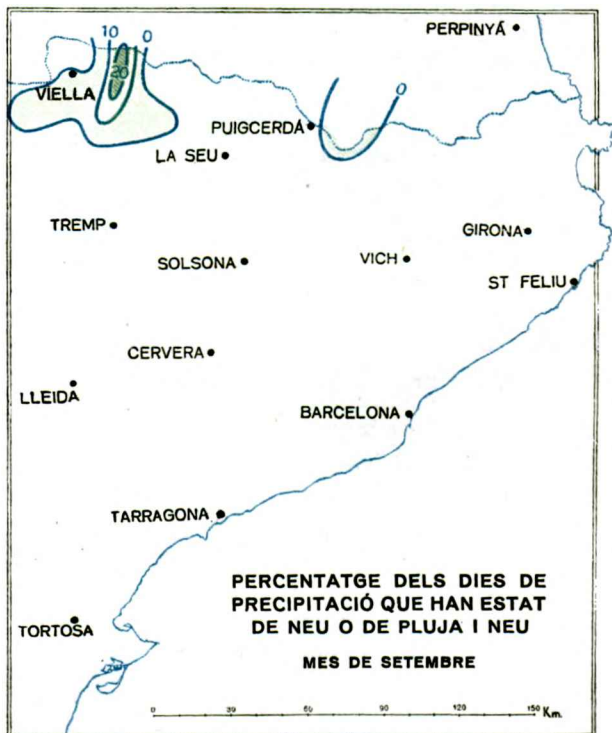 10 0
20
PERPINYÁ
VIELLA
0
PUIGCERDÁ
LA SEU
TREMP
GIRONA
SOLSONA
VICH
ST FELIU
CERVERA
LLEIDA
BARCELONA
TARRAGONA
PERCENTATGE DELS DIES DE
PRECIPITACIÓ QUE HAN ESTAT
DE NEU O DE PLUJA I NEU
TORTOSA
MES DE SETEMBRE
0 30 60 90 120 150 Km.